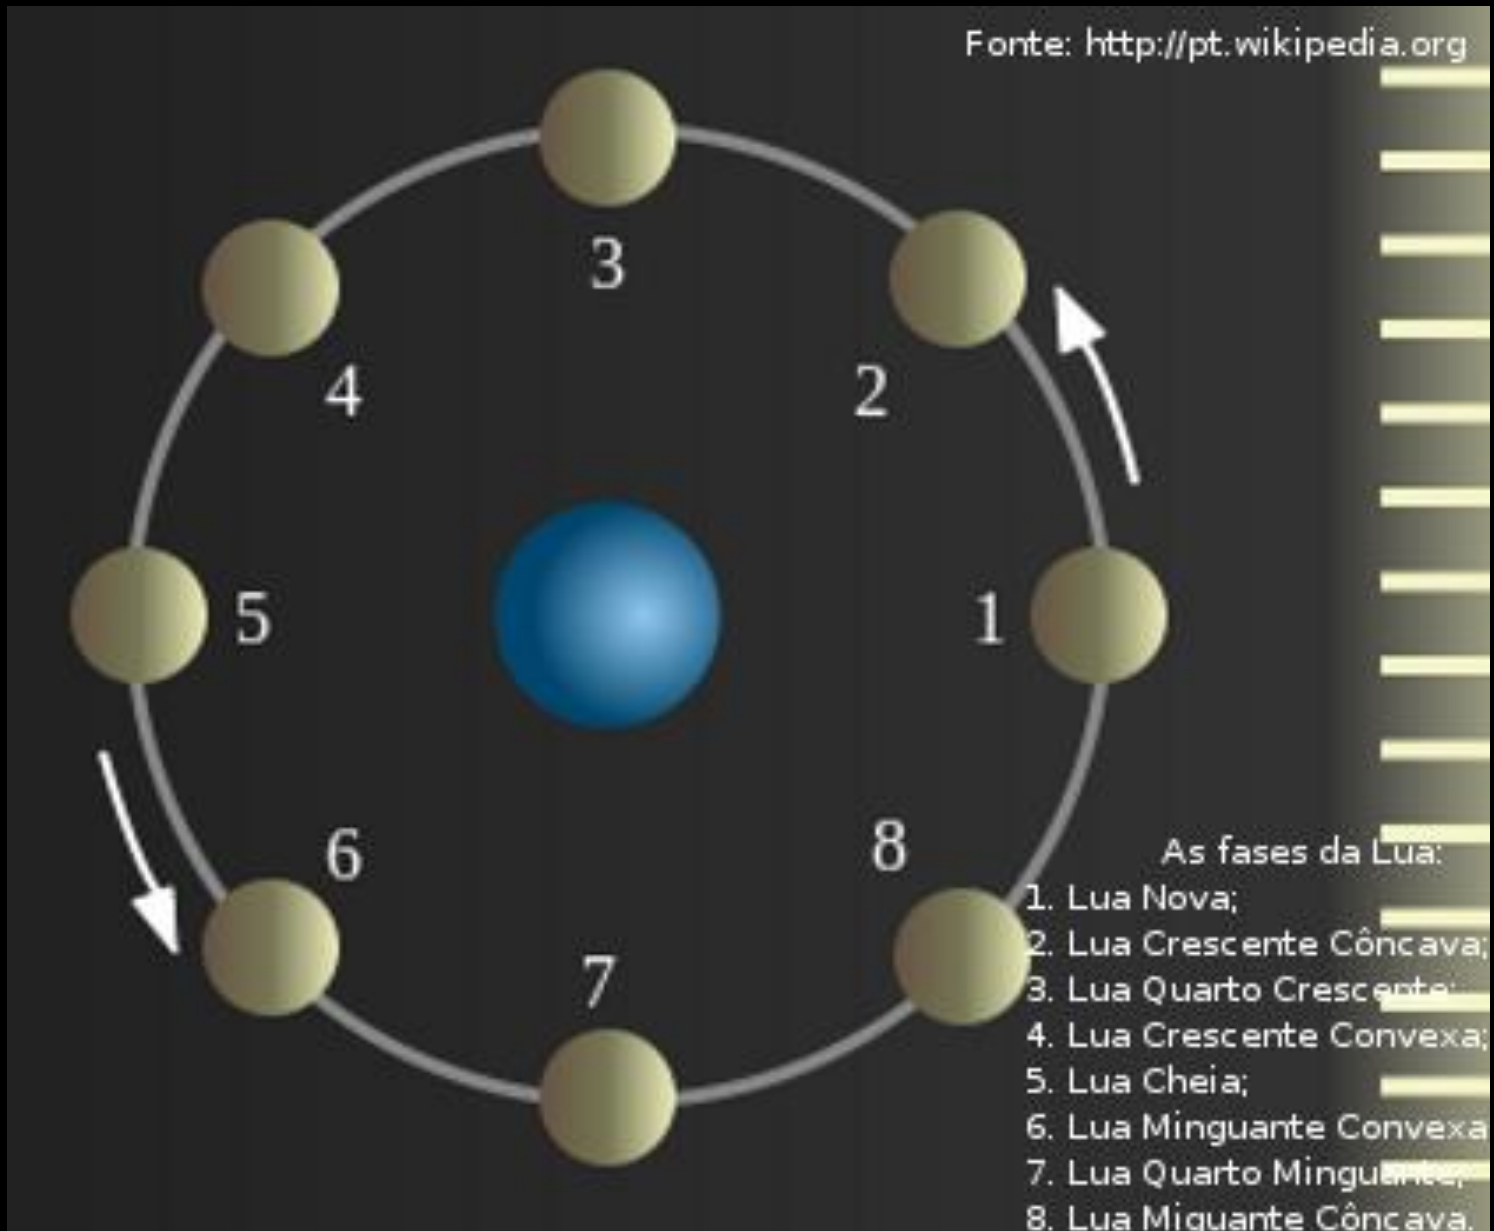 Fonte: http://pt.wikipedia.org
3
2
4
5
1
6
8
7
As fases da Lua:
1. Lua Nova;
2. Lua Crescente Côncava;
3. Lua Quarto Crescente;
4. Lua Crescente Convexa;
5. Lua Cheia;
6. Lua Minguante Convexa
7. Lua Quarto Minguante;
8. Lua Miguante Côncava.